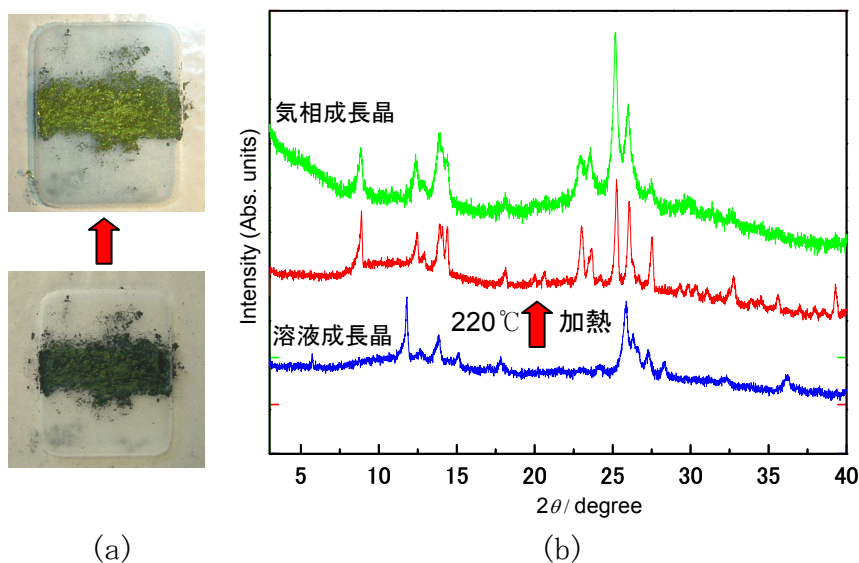 気相成長晶
220℃ 加熱
溶液成長晶
Intensity (Abs. units)
5 10 15 20 25 30 35 40
2θ/ degree
(a) (b)